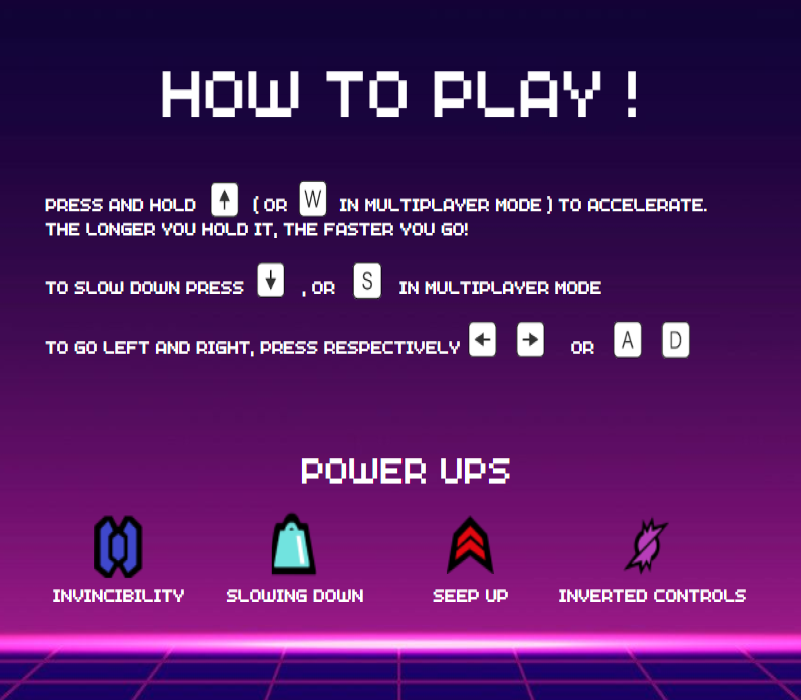 HOW TO PLAY !
PRESS AND HOLD ↑ ( OR W IN MULTIPLAYER MODE ) TO ACCELERATE.
THE LONGER YOU HOLD IT, THE FASTER YOU GO!
TO SLOW DOWN PRESS ↓ , OR S IN MULTIPLAYER MODE
TO GO LEFT AND RIGHT, PRESS RESPECTIVELY ← → OR A D
POWER UPS
INVINCIBILITY SLOWING DOWN SEEP UP INVERTED CONTROLS